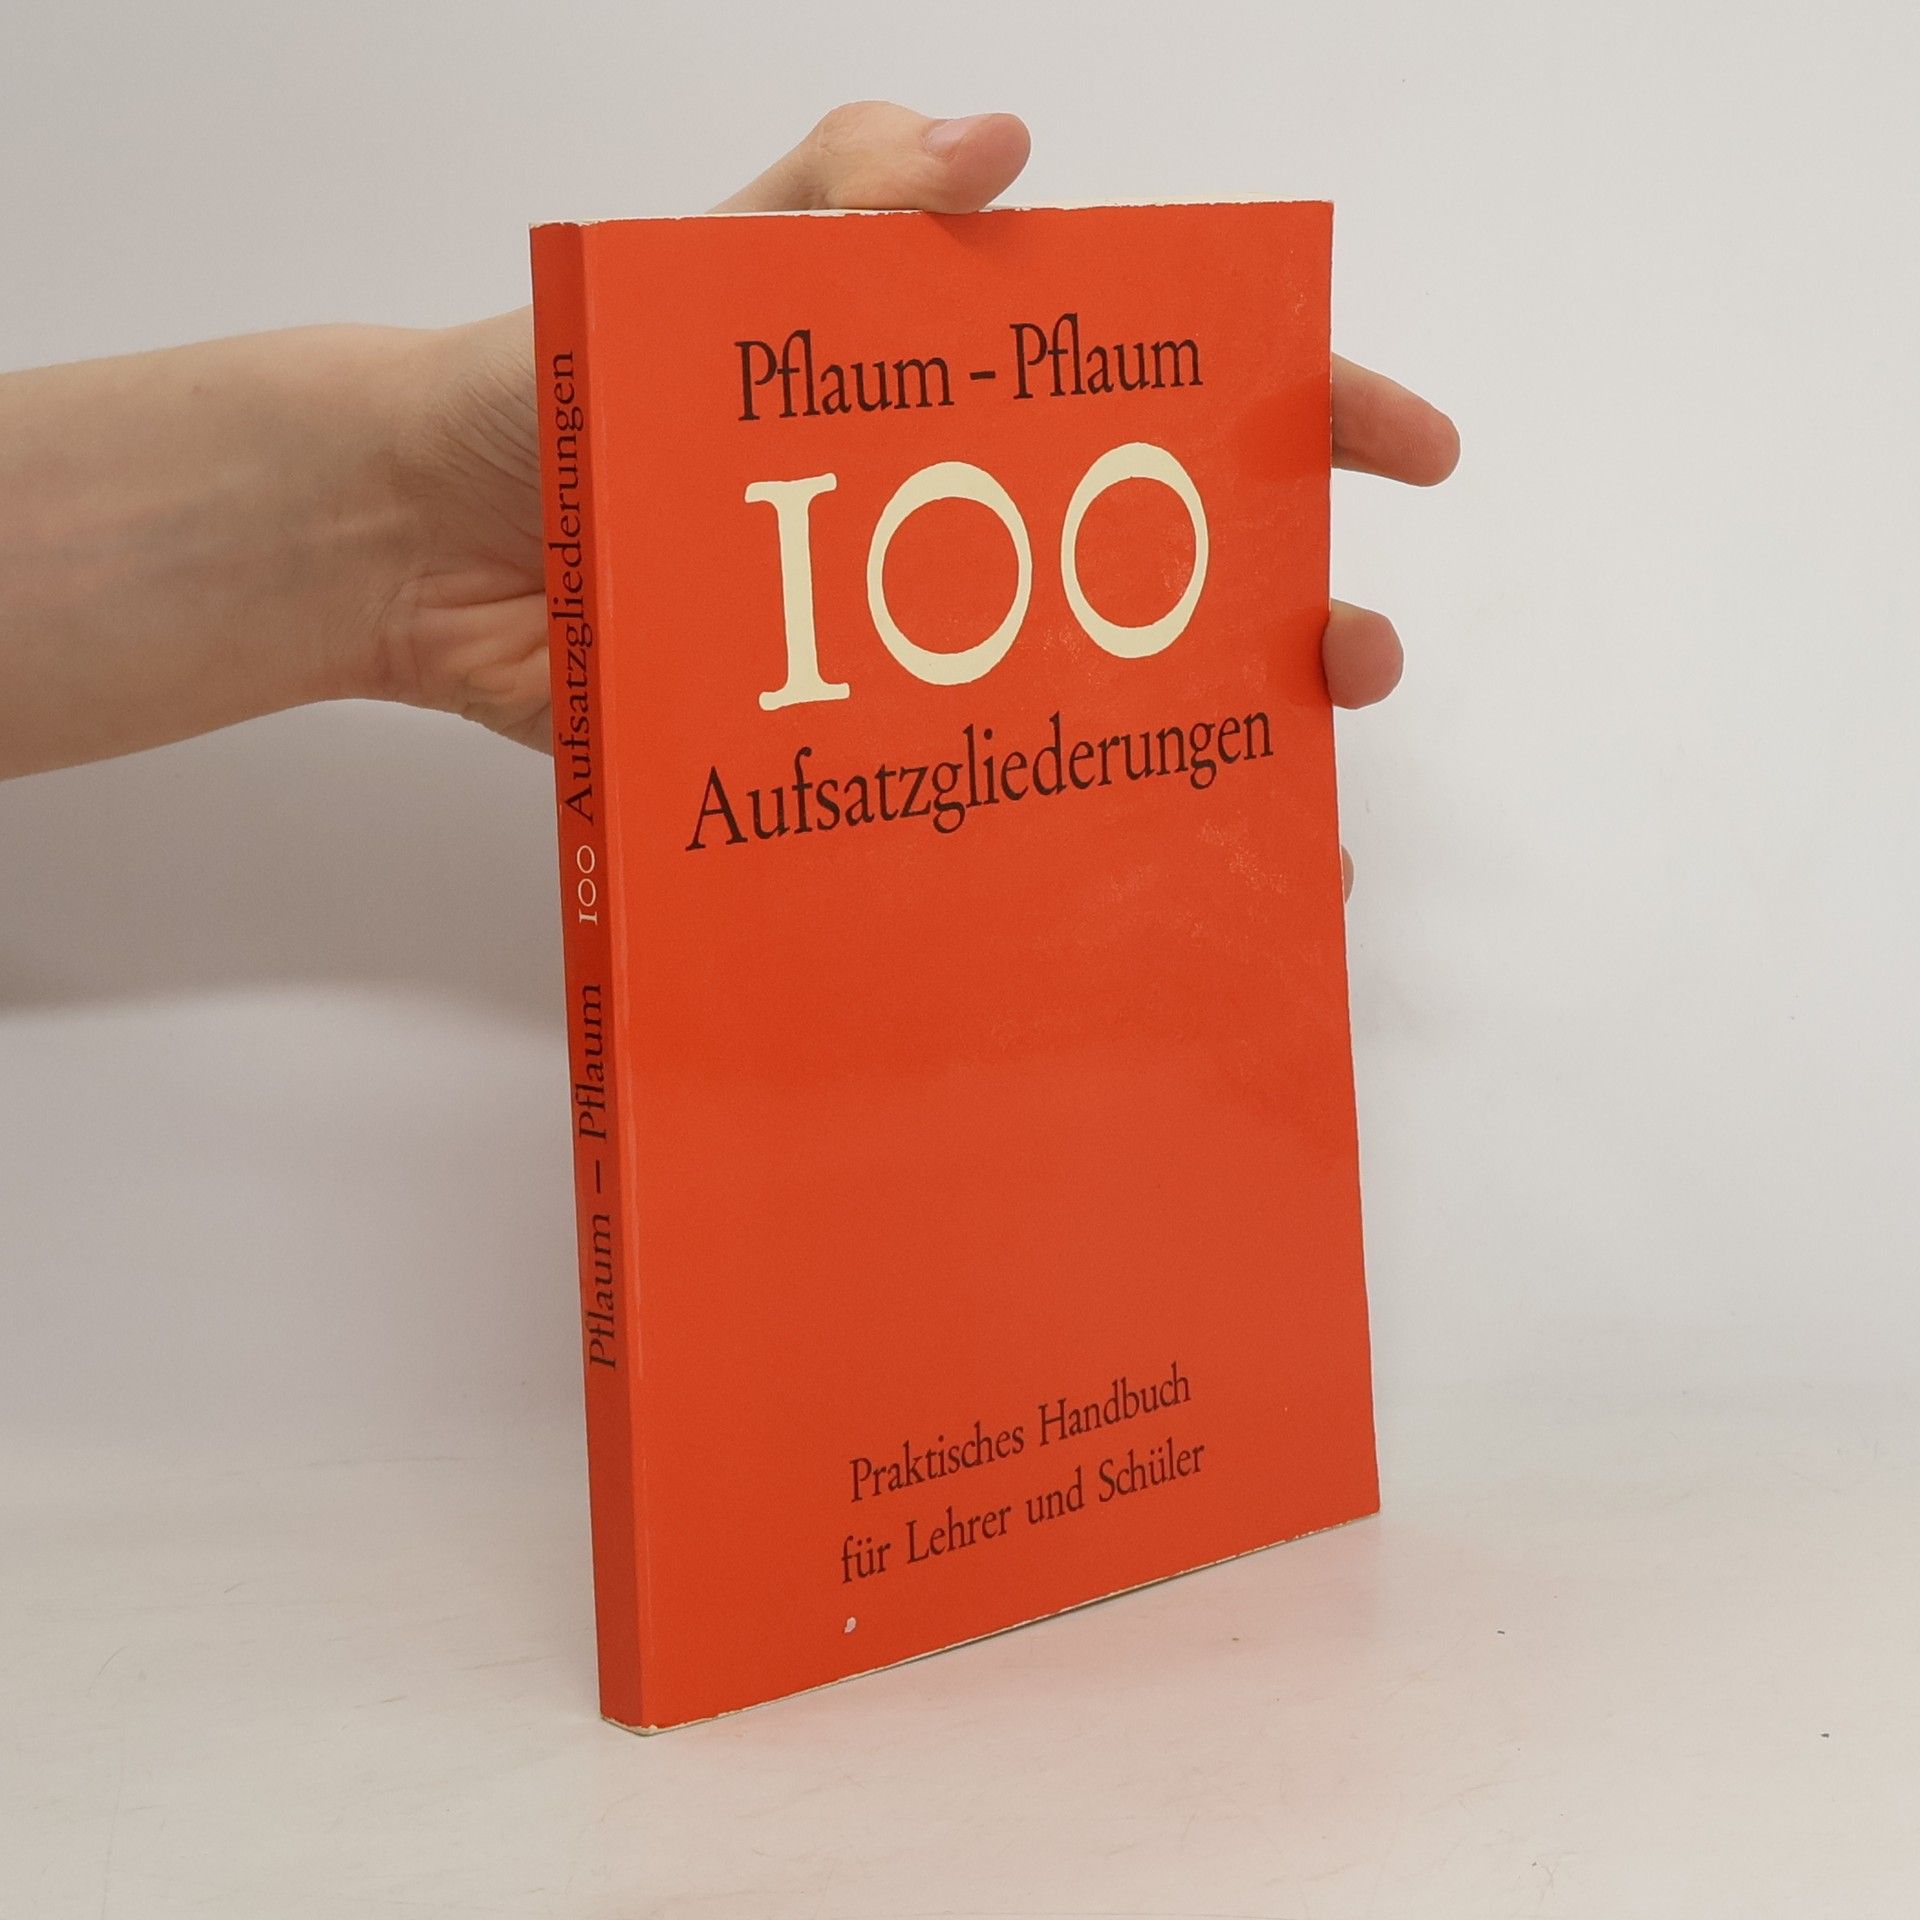 Pflaum – Pflaum
100
Aufsatzgliederungen
Praktisches Handbuch
für Lehrer und Schüler
Pflaum – Pflaum 100 Aufsatzgliederungen